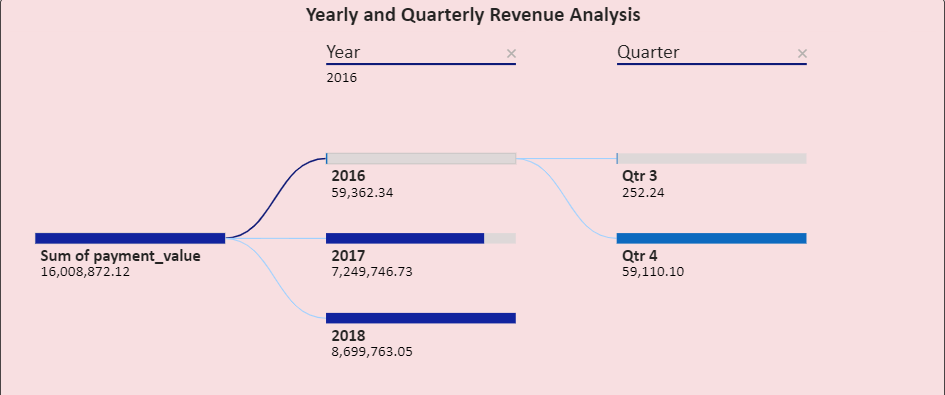 Yearly and Quarterly Revenue Analysis
Year ×
Quarter ×
2016
2016
59,362.34
Qtr 3
252.24
Sum of payment_value
16,008,872.12
2017
7,249,746.73
Qtr 4
59,110.10
2018
8,699,763.05